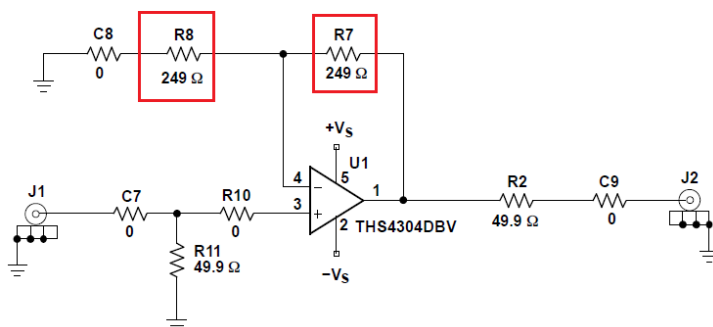 C8
0
R8
249 Ω
R7
249 Ω
+VS
U1
4
5
–
3
+
1
2
THS4304DBV
–VS
J1
C7
0
R10
0
R11
49.9 Ω
R2
49.9 Ω
C9
0
J2